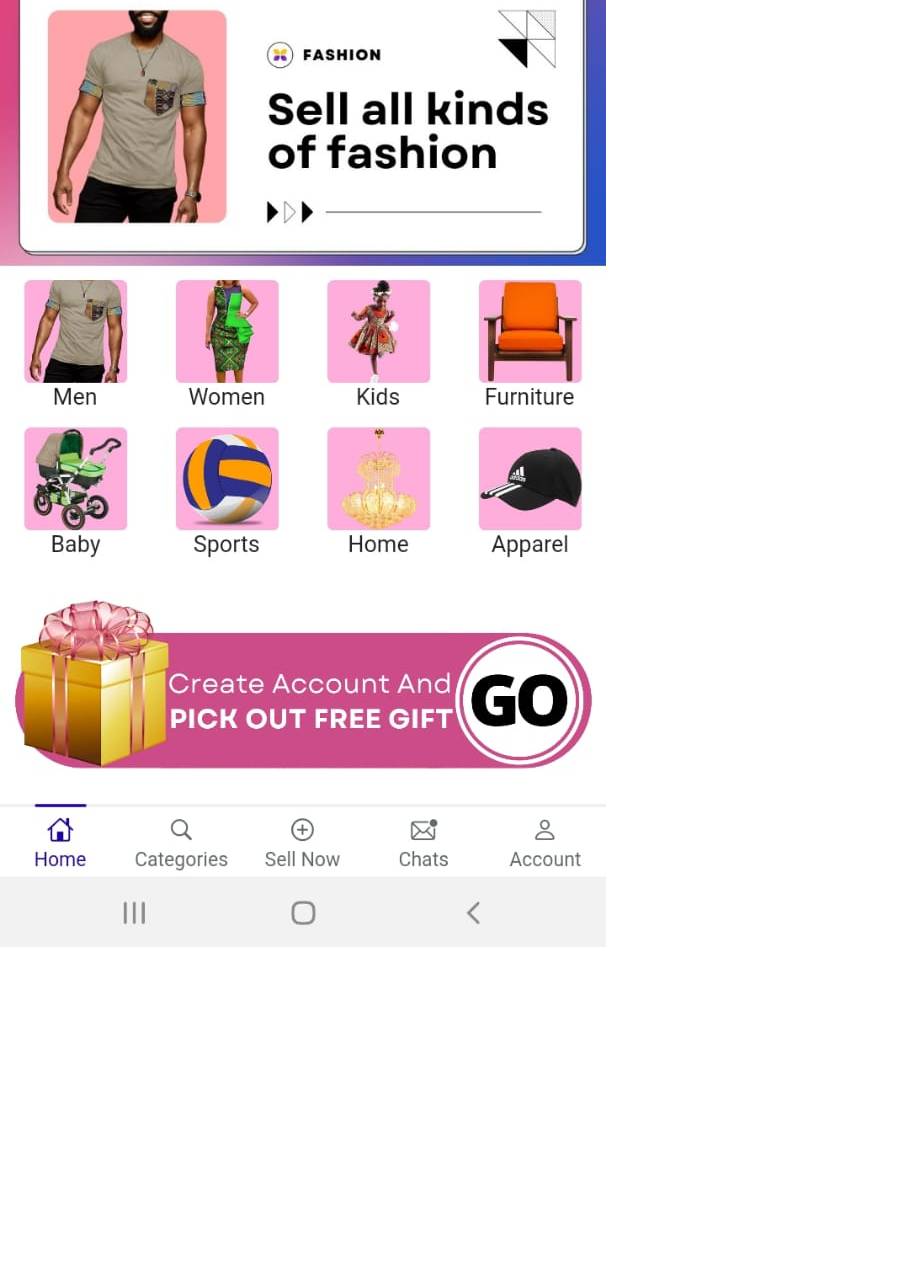 FASHION
Sell all kinds
of fashion
Men
Women
Kids
Furniture
Baby
Sports
Home
Apparel
adidas
Create Account And
PICK OUT FREE GIFT
GO
Home
Categories
Sell Now
Chats
Account